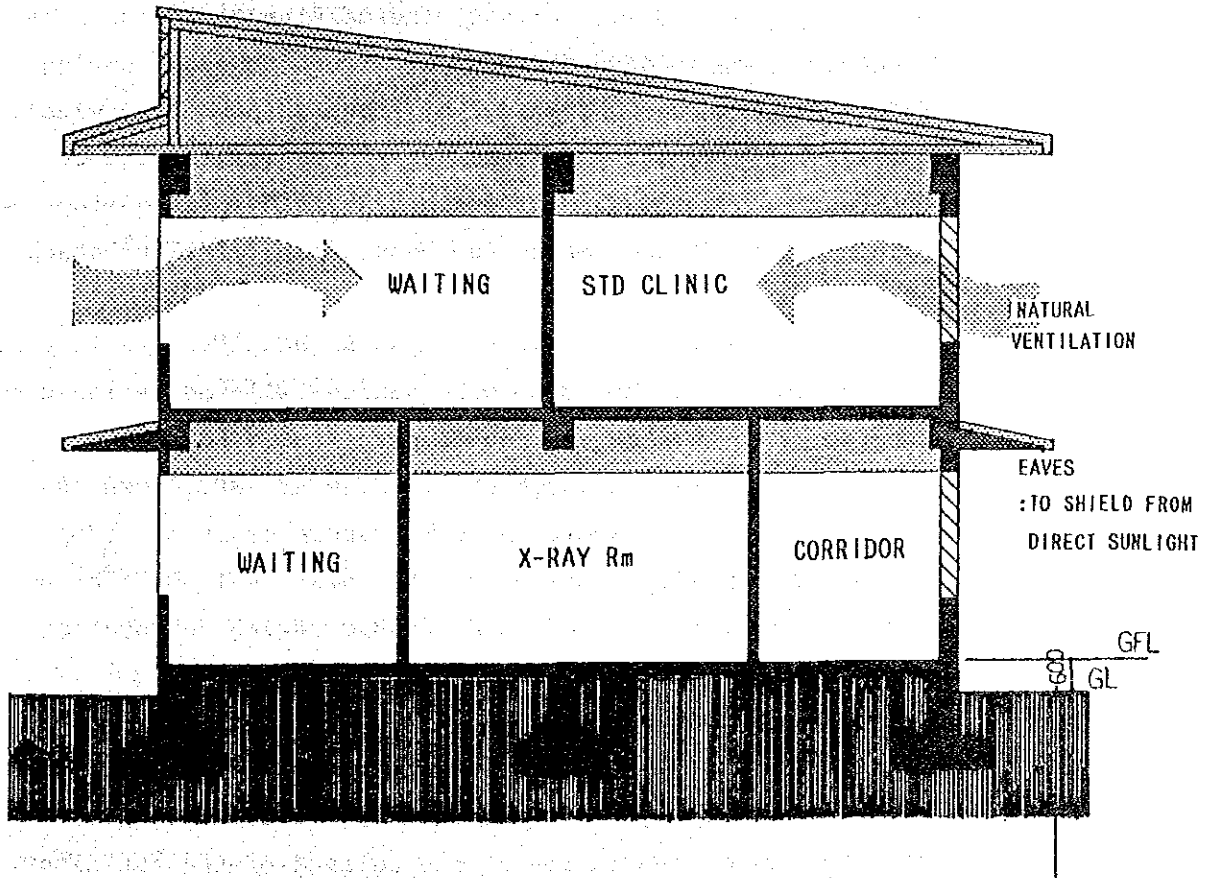 WAITING
STD CLINIC
NATURAL
VENTILATION
EAVES
:TO SHIELD FROM
DIRECT SUNLIGHT
WAITING
X-RAY Rm
CORRIDOR
GFL
600
GL